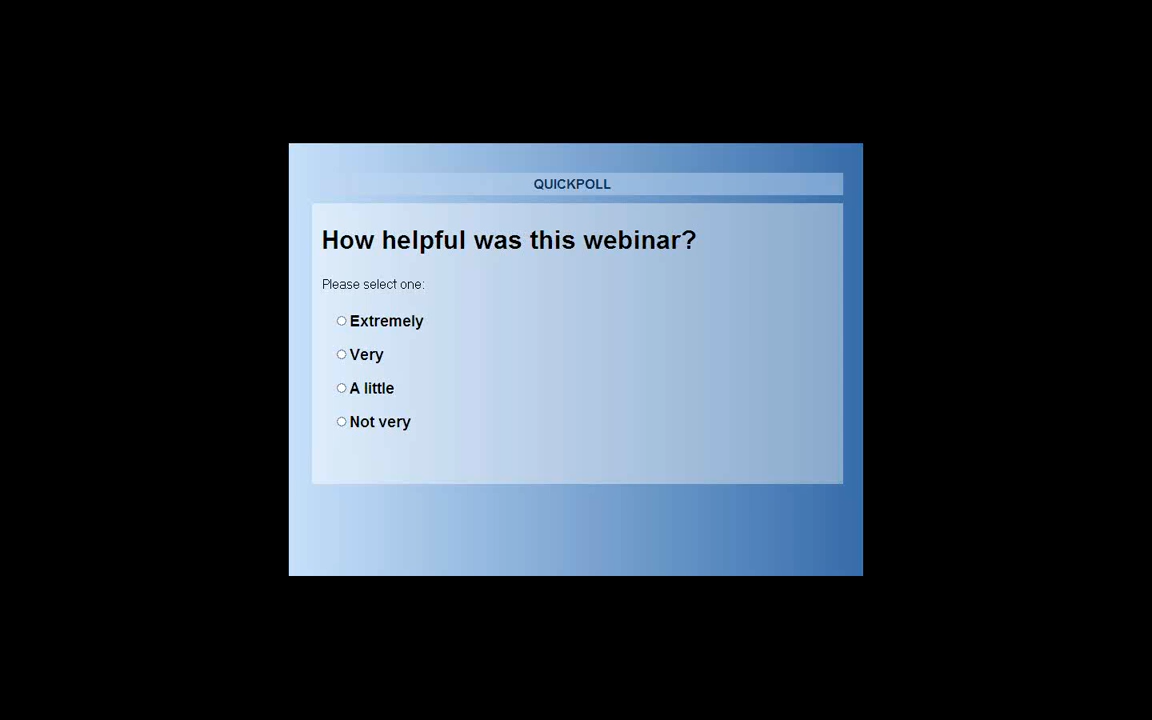 QUICKPOLL
How helpful was this webinar?
Please select one:
Extremely
Very
A little
Not very